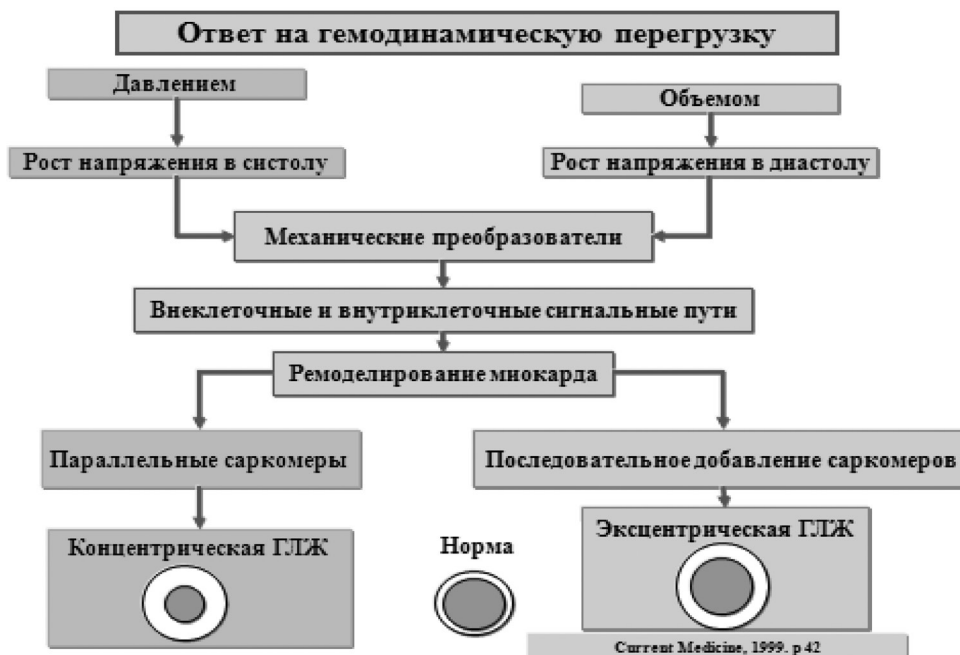 Ответ на гемодинамическую перегрузку
Давлением
Объемом
Рост напряжения в систолу
Рост напряжения в диастолу
Механические преобразователи
Внеклеточные и внутриклеточные сигнальные пути
Ремоделирование миокарда
Параллельные саркомеры
Последовательное добавление саркомеров
Концентрическая ГЛЖ
Норма
Эксцентрическая ГЛЖ
Current Medicine, 1999. p 42